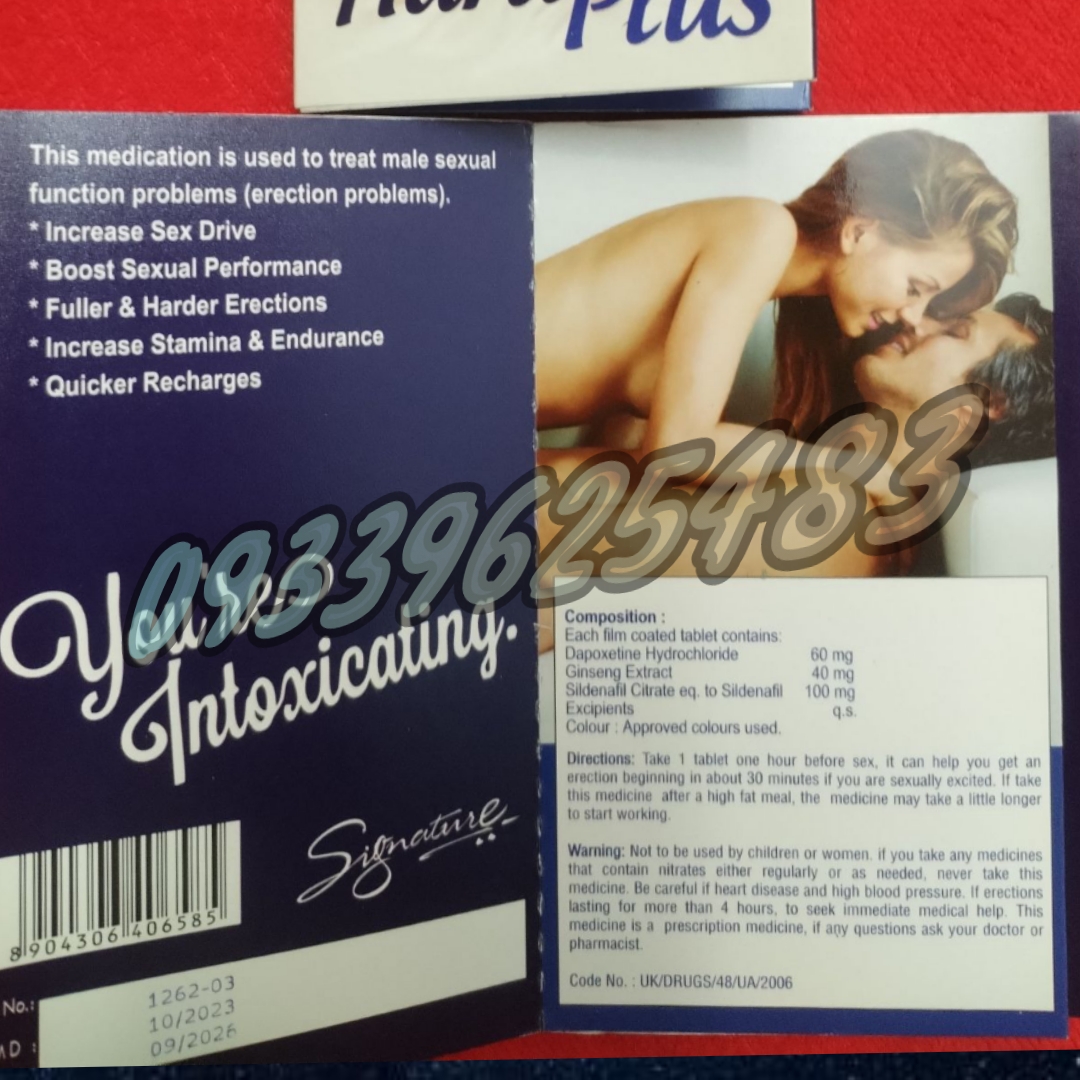 Plus
This medication is used to treat male sexual
function problems (erection problems).
* Increase Sex Drive
* Boost Sexual Performance
* Fuller & Harder Erections
* Increase Stamina & Endurance
* Quicker Recharges
09339625483
Intoxicating.
Signature
8904306406585
No.:
1262-03
10/2023
09/2026
Composition :
Each film coated tablet contains:
Dapoxetine Hydrochloride 60 mg
Ginseng Extract 40 mg
Sildenafil Citrate eq. to Sildenafil 100 mg
Excipients q.s.
Colour : Approved colours used.
Directions: Take 1 tablet one hour before sex, it can help you get an
erection beginning in about 30 minutes if you are sexually excited. If take
this medicine after a high fat meal, the medicine may take a little longer
to start working.
Warning: Not to be used by children or women. if you take any medicines
that contain nitrates either regularly or as needed, never take this
medicine. Be careful if heart disease and high blood pressure. If erections
lasting for more than 4 hours, to seek immediate medical help. This
medicine is a prescription medicine, if any questions ask your doctor or
pharmacist.
Code No. : UK/DRUGS/48/UA/2006